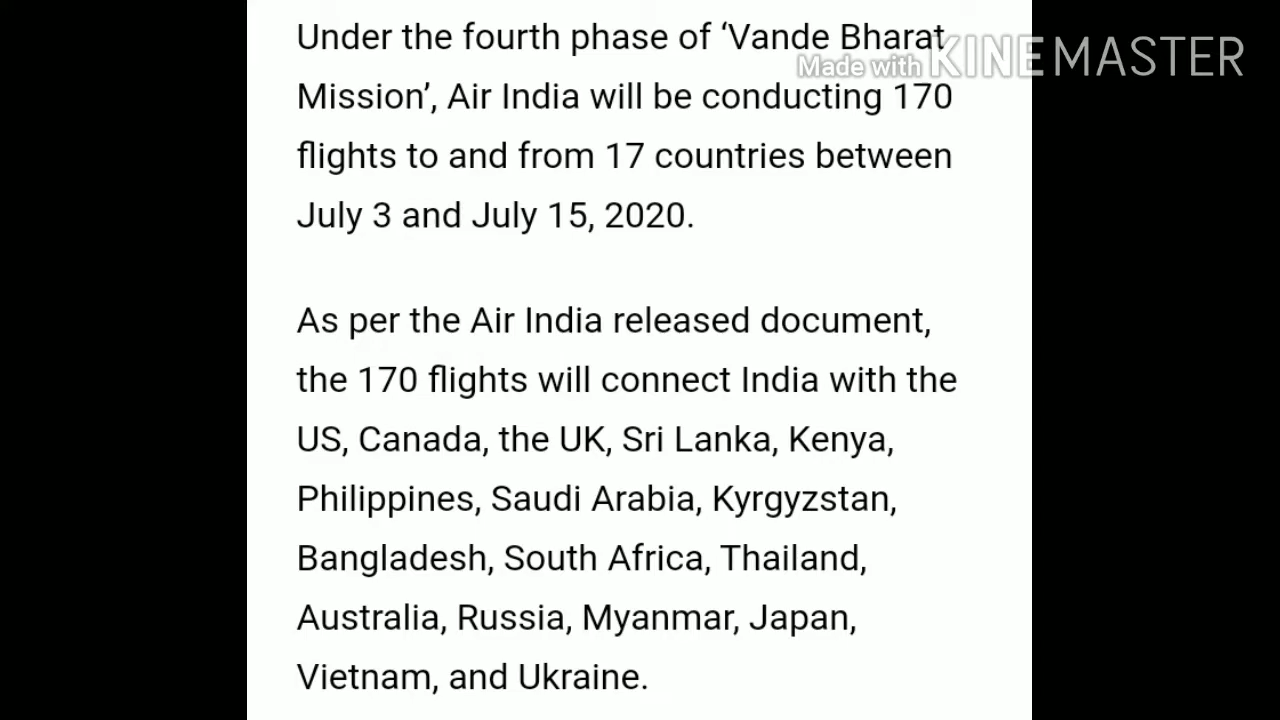 Under the fourth phase of ‘Vande Bharat
Made with KINEMASTER
Mission’, Air India will be conducting 170
flights to and from 17 countries between
July 3 and July 15, 2020.
As per the Air India released document,
the 170 flights will connect India with the
US, Canada, the UK, Sri Lanka, Kenya,
Philippines, Saudi Arabia, Kyrgyzstan,
Bangladesh, South Africa, Thailand,
Australia, Russia, Myanmar, Japan,
Vietnam, and Ukraine.